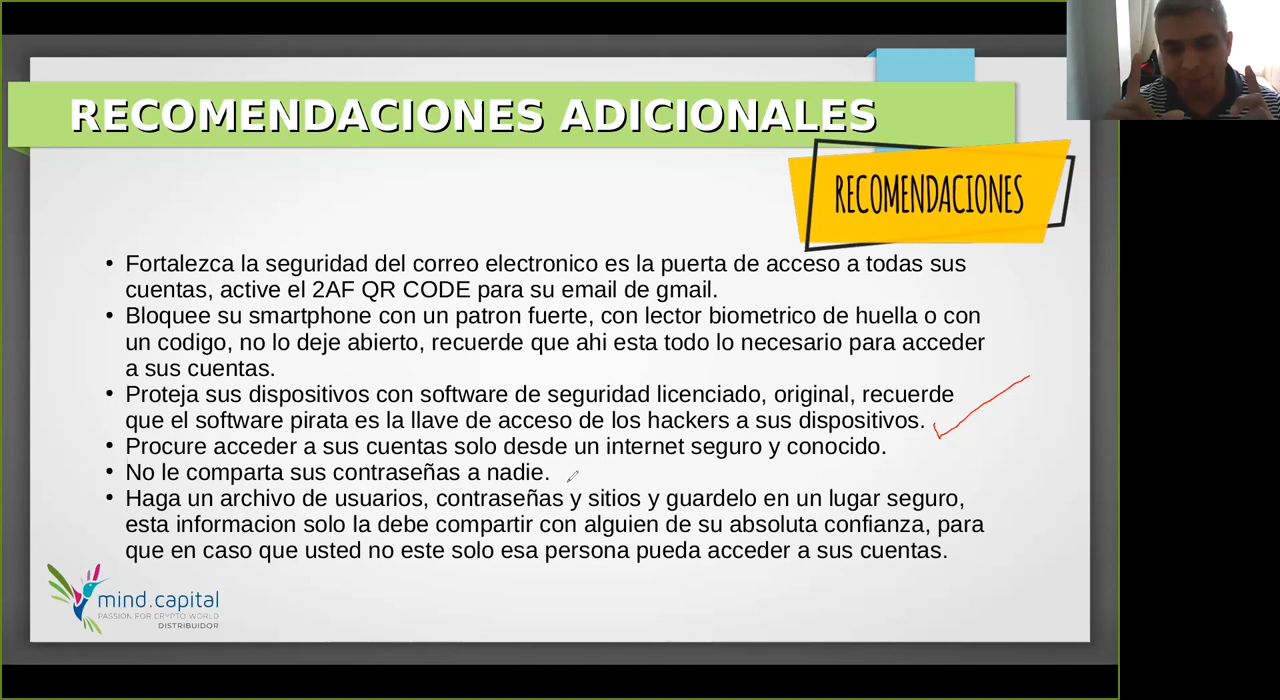 RECOMENDACIONES ADICIONALES
RECOMENDACIONES
• Fortalezca la seguridad del correo electronico es la puerta de acceso a todas sus
cuentas, active el 2AF QR CODE para su email de gmail.
• Bloquee su smartphone con un patron fuerte, con lector biometrico de huella o con
un codigo, no lo deje abierto, recuerde que ahi esta todo lo necesario para acceder
a sus cuentas.
• Proteja sus dispositivos con software de seguridad licenciado, original, recuerde
que el software pirata es la llave de acceso de los hackers a sus dispositivos.
• Procure acceder a sus cuentas solo desde un internet seguro y conocido.
• No le comparta sus contraseñas a nadie.
• Haga un archivo de usuarios, contraseñas y sitios y guardelo en un lugar seguro,
esta informacion solo la debe compartir con alguien de su absoluta confianza, para
que en caso que usted no este solo esa persona pueda acceder a sus cuentas.
mind.capital
PASSION FOR CRYPTO WORLD
DISTRIBUIDOR